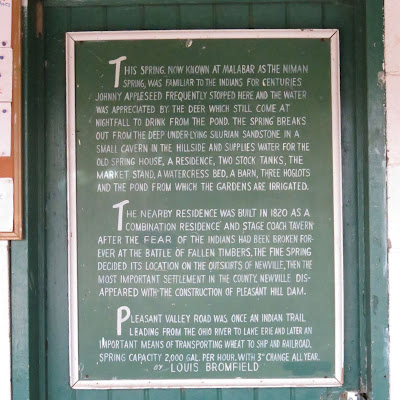 THIS SPRING, NOW KNOWN AT MALABAR AS THE NIMAN
SPRING, WAS FAMILIAR TO THE INDIANS FOR CENTURIES
JOHNNY APPLESEED FREQUENTLY STOPPED HERE AND THE WATER
WAS APPRECIATED BY THE DEER WHICH STILL COME AT
NIGHTFALL TO DRINK FROM THE POND. THE SPRING BREAKS
OUT FROM THE DEEP UNDER-LYING SILURIAN SANDSTONE IN A
SMALL CAVERN IN THE HILLSIDE AND SUPPLIES WATER FOR THE
OLD SPRING HOUSE, A RESIDENCE, TWO STOCK TANKS, THE
MARKET STAND, A WATERCRESS BED, A BARN, THREE HOGLOTS
AND THE POND FROM WHICH THE GARDENS ARE IRRIGATED.
THE NEARBY RESIDENCE WAS BUILT IN 1820 AS A
COMBINATION RESIDENCE AND STAGE COACH TAVERN
AFTER THE FEAR OF THE INDIANS HAD BEEN BROKEN FOR-
EVER AT THE BATTLE OF FALLEN TIMBERS. THE FINE SPRING
DECIDED ITS LOCATION ON THE OUTSKIRTS OF NEWVILLE, THEN THE
MOST IMPORTANT SETTLEMENT IN THE COUNTY. NEWVILLE DIS-
APPEARED WITH THE CONSTRUCTION OF PLEASANT HILL DAM.
PLEASANT VALLEY ROAD WAS ONCE AN INDIAN TRAIL
LEADING FROM THE OHIO RIVER TO LAKE ERIE AND LATER AN
IMPORTANT MEANS OF TRANSPORTING WHEAT TO SHIP AND RAILROAD.
SPRING CAPACITY 2,000 GAL. PER HOUR. WITH 3° CHANGE ALL YEAR.
BY LOUIS BROMFIELD